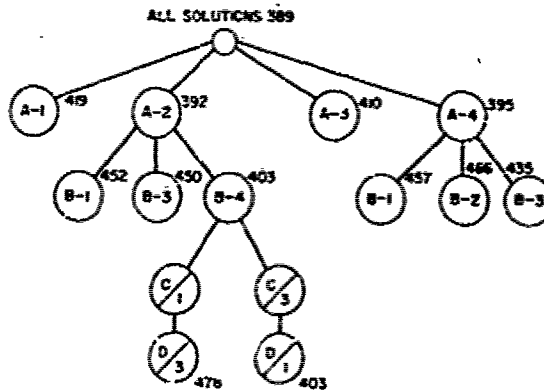 ALL SOLUTIONS 389
A-1 419 A-2 392 A-3 410 A-4 395
B-1 452 B-3 450 B-4 403 B-1 457 B-2 466 B-3 435
C 1 C 3
D 3 478 D 1 403